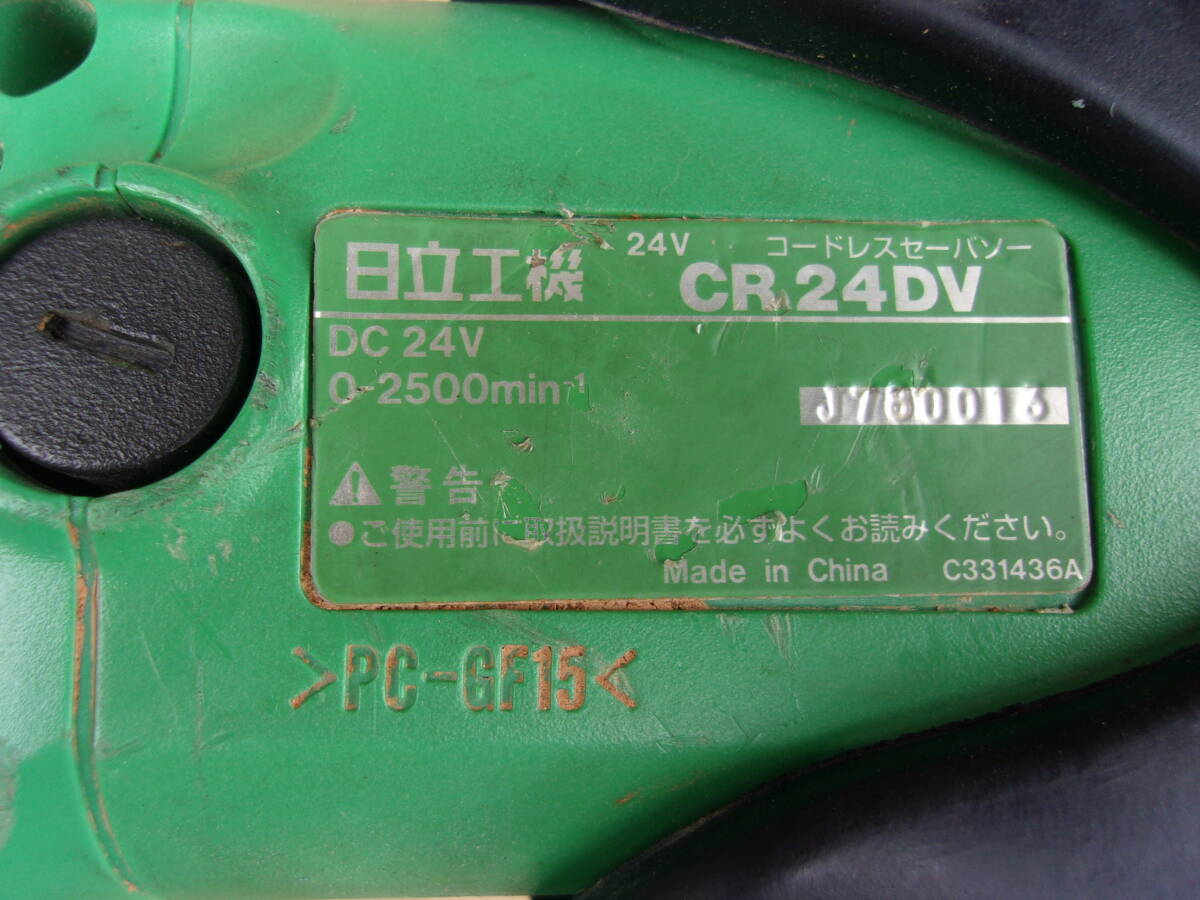 日立工機 24V コードレスセーバソー
CR 24DV
DC 24V
0-2500min-1
J780013
警告
●ご使用前に取扱説明書を必ずよくお読みください。
Made in China C331436A
>PC-GF15<